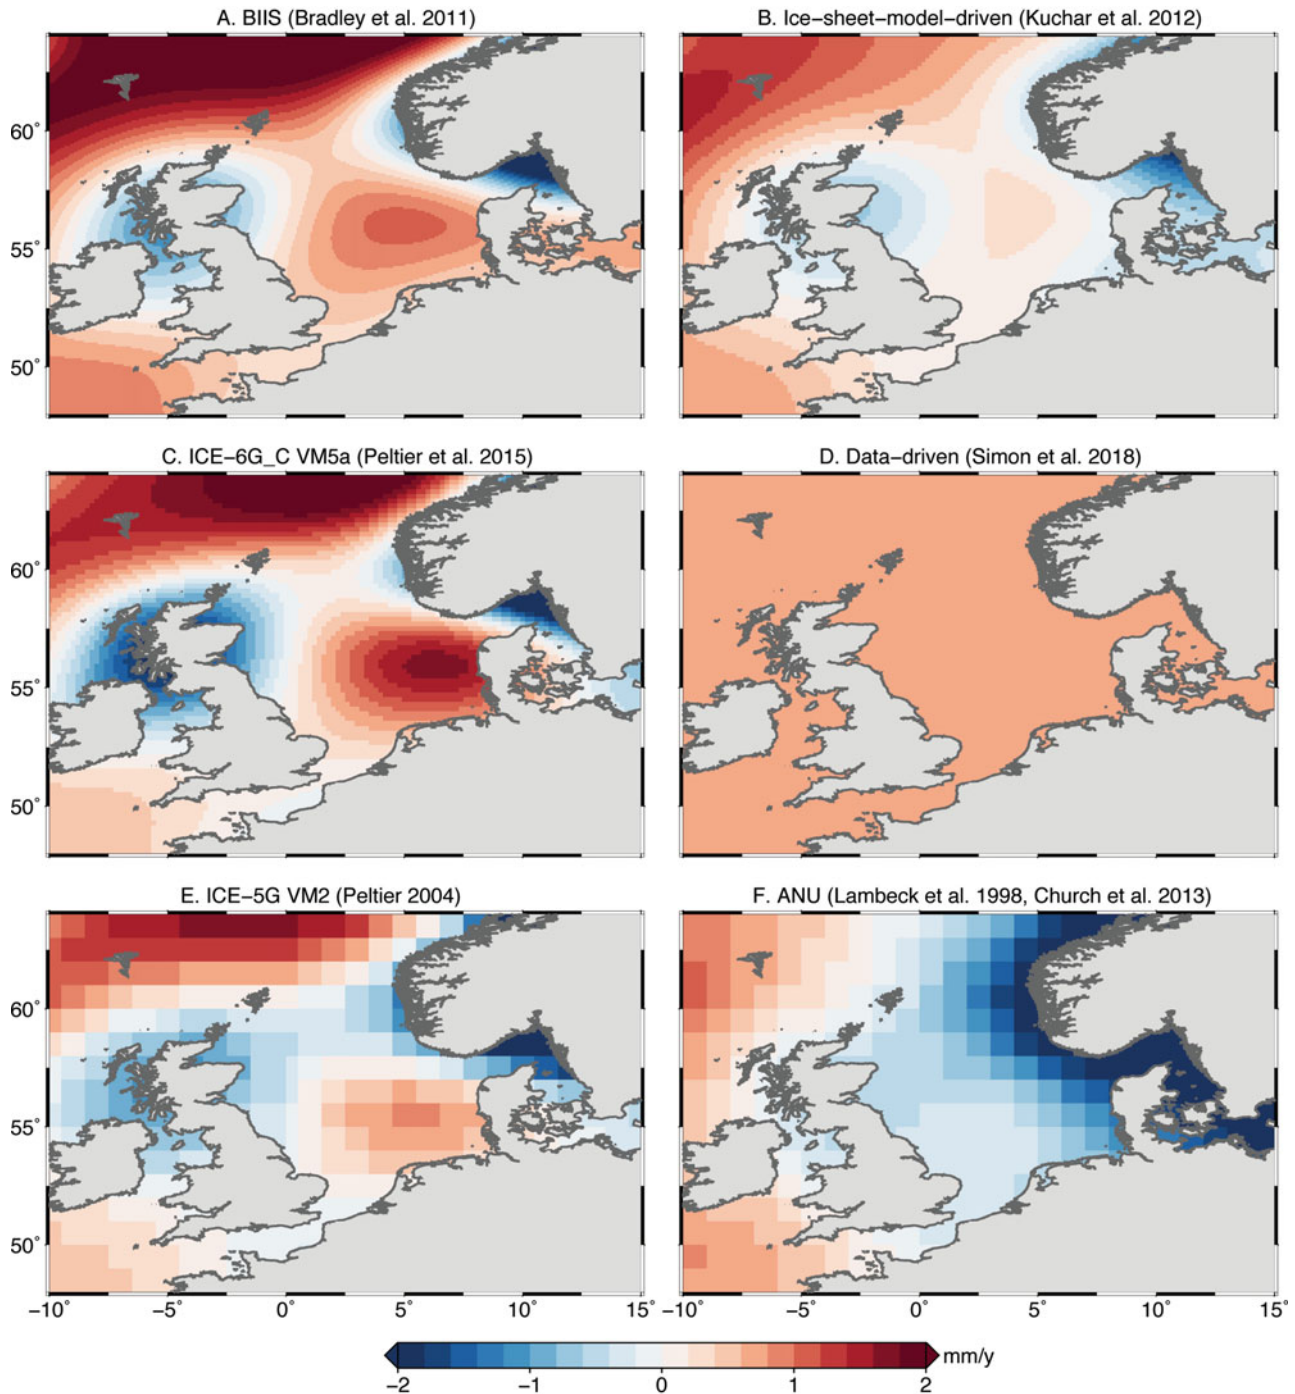 A. BIIS (Bradley et al. 2011)
B. Ice−sheet−model−driven (Kuchar et al. 2012)
60˚
55˚
50˚
C. ICE−6G_C VM5a (Peltier et al. 2015)
D. Data−driven (Simon et al. 2018)
60˚
55˚
50˚
E. ICE−5G VM2 (Peltier 2004)
F. ANU (Lambeck et al. 1998, Church et al. 2013)
60˚
55˚
50˚
−10˚ −5˚ 0˚ 5˚ 10˚ 15˚
−10˚ −5˚ 0˚ 5˚ 10˚ 15˚
mm/y
−2 −1 0 1 2